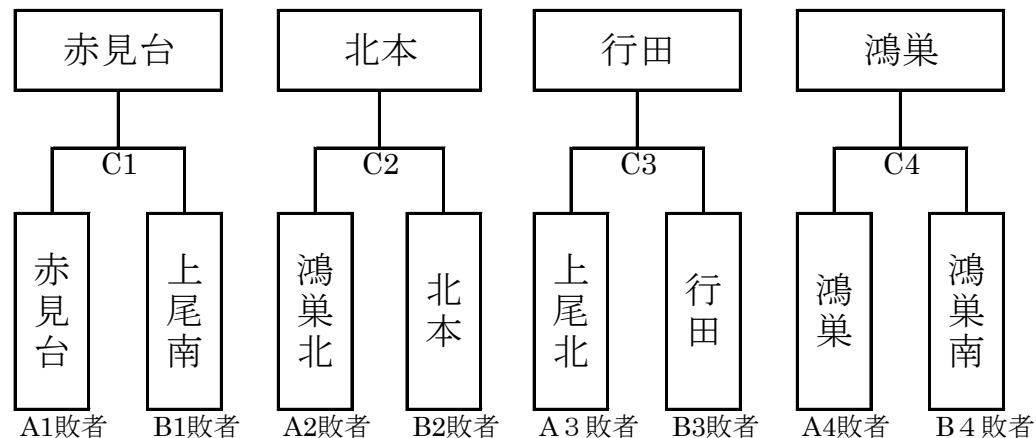 赤見台
北本
行田
鴻巣
C1
C2
C3
C4
赤見台
上尾南
鴻巣北
北本
上尾北
行田
鴻巣
鴻巣南
A1敗者
B1敗者
A2敗者
B2敗者
A３敗者
B3敗者
A4敗者
B４敗者